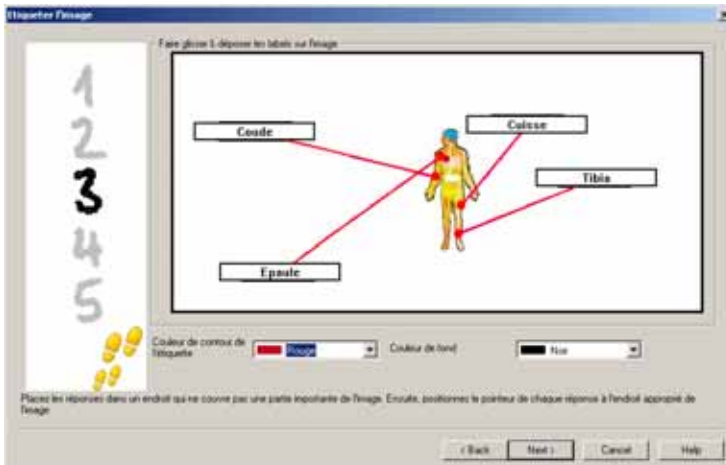 Etiqueter l'image
Faire glisse & déposer les labels sur l'image
1
2
3
4
5
Coude
Cuisse
Tibia
Epaule
Couleur de contour de l'étiquette
Rouge
Couleur de fond
Noir
Placez les réponses dans un endroit qui ne couvre pas une partie importante de l'image. Ensuite, positionnez le pointeur de chaque réponse à l'endroit approprié de
l'image
< Back
Next >
Cancel
Help